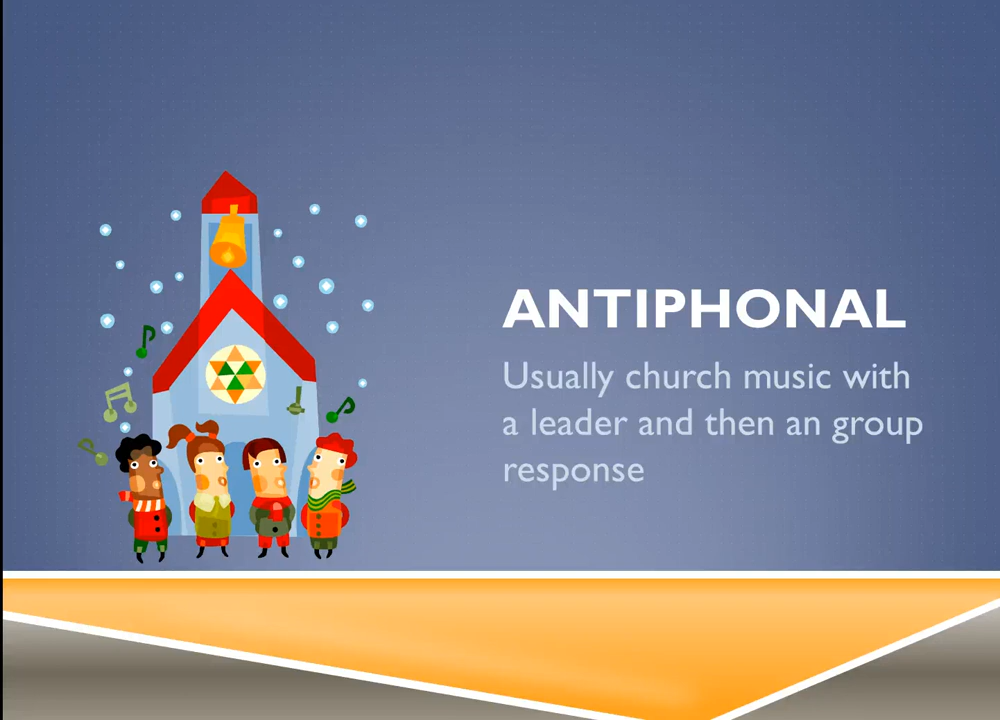 ANTIPHONAL
Usually church music with
a leader and then an group
response